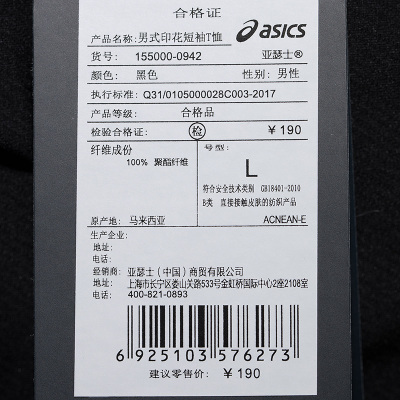 合格证
产品名称: 男式印花短袖T恤
asics
货号: 155000-0942
亚瑟士®
颜色: 黑色
性别: 男性
执行标准: Q31/0105000028C003-2017
产品等级: 合格品
检验合格证: 检 ¥190
纤维成份
100% 聚酯纤维
号型:
L
符合安全技术类别 GB18401-2010
B类 直接接触皮肤的纺织产品
原产地: 马来西亚
ACNEAN-E
生产企业:
地址:
电话:
经销商: 亚瑟士(中国)商贸有限公司
地址: 上海市长宁区娄山关路533号金虹桥国际中心2座2108室
电话: 400-821-0893
6 925103 576273
建议零售价: ¥190